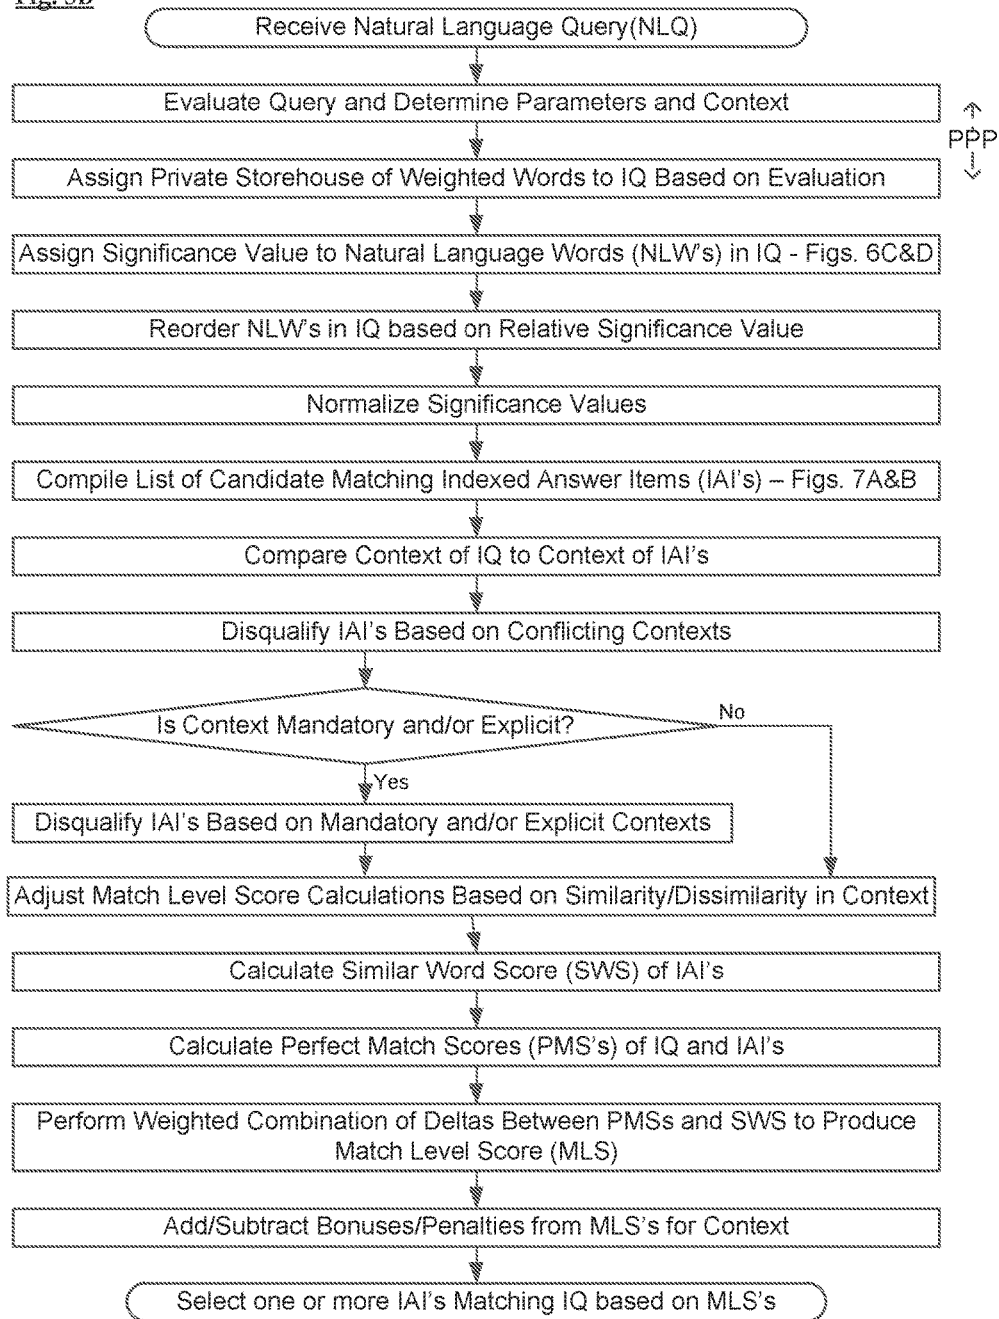 Receive Natural Language Query(NLQ)
Evaluate Query and Determine Parameters and Context
PPP
Assign Private Storehouse of Weighted Words to IQ Based on Evaluation
Assign Significance Value to Natural Language Words (NLW's) in IQ - Figs. 6C&D
Reorder NLW's in IQ based on Relative Significance Value
Normalize Significance Values
Compile List of Candidate Matching Indexed Answer Items (IAI's) – Figs. 7A&B
Compare Context of IQ to Context of IAI's
Disqualify IAI's Based on Conflicting Contexts
Is Context Mandatory and/or Explicit?
No
Yes
Disqualify IAI's Based on Mandatory and/or Explicit Contexts
Adjust Match Level Score Calculations Based on Similarity/Dissimilarity in Context
Calculate Similar Word Score (SWS) of IAI's
Calculate Perfect Match Scores (PMS's) of IQ and IAI's
Perform Weighted Combination of Deltas Between PMSs and SWS to Produce
Match Level Score (MLS)
Add/Subtract Bonuses/Penalties from MLS's for Context
Select one or more IAI's Matching IQ based on MLS's